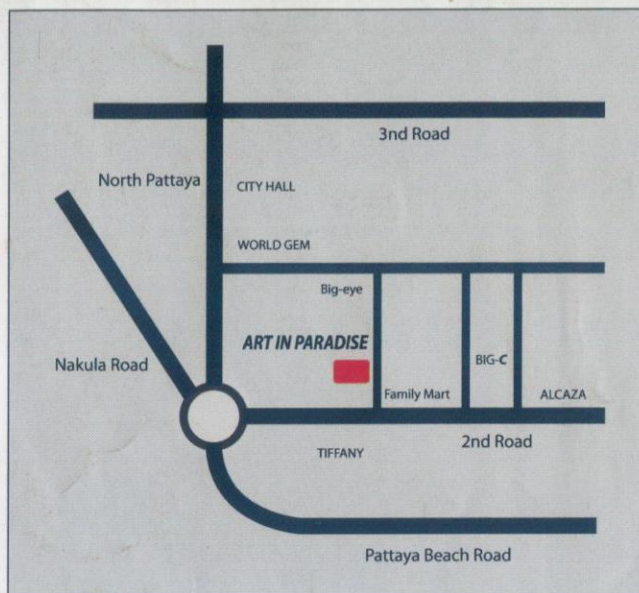 3nd Road
North Pattaya
CITY HALL
WORLD GEM
Big-eye
ART IN PARADISE
Nakula Road
BIG-C
Family Mart
ALCAZA
2nd Road
TIFFANY
Pattaya Beach Road